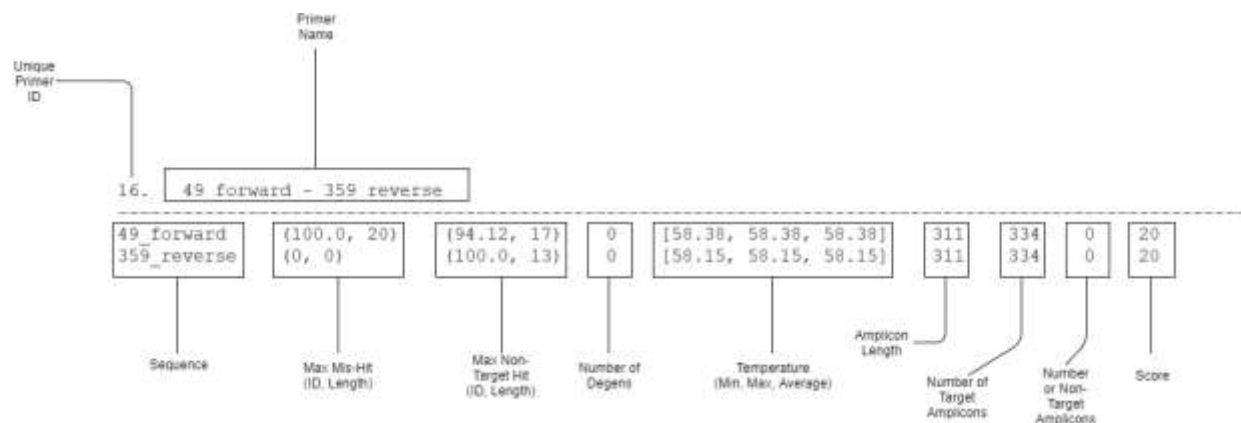 Primer
Name
Unique
Primer
ID
16. 49 forward - 359 reverse
49_forward (100.0, 20) (94.12, 17) 0 [58.38, 58.38, 58.38] 311 334 0 20
359_reverse (0, 0) (100.0, 13) 0 [58.15, 58.15, 58.15] 311 334 0 20
Sequence
Max Mis-Hit
(ID, Length)
Max Non-
Target Hit
(ID, Length)
Number of
Degens
Temperature
(Min, Max, Average)
Amplicon
Length
Number of
Target
Amplicons
Number
or Non-
Target
Amplicons
Score